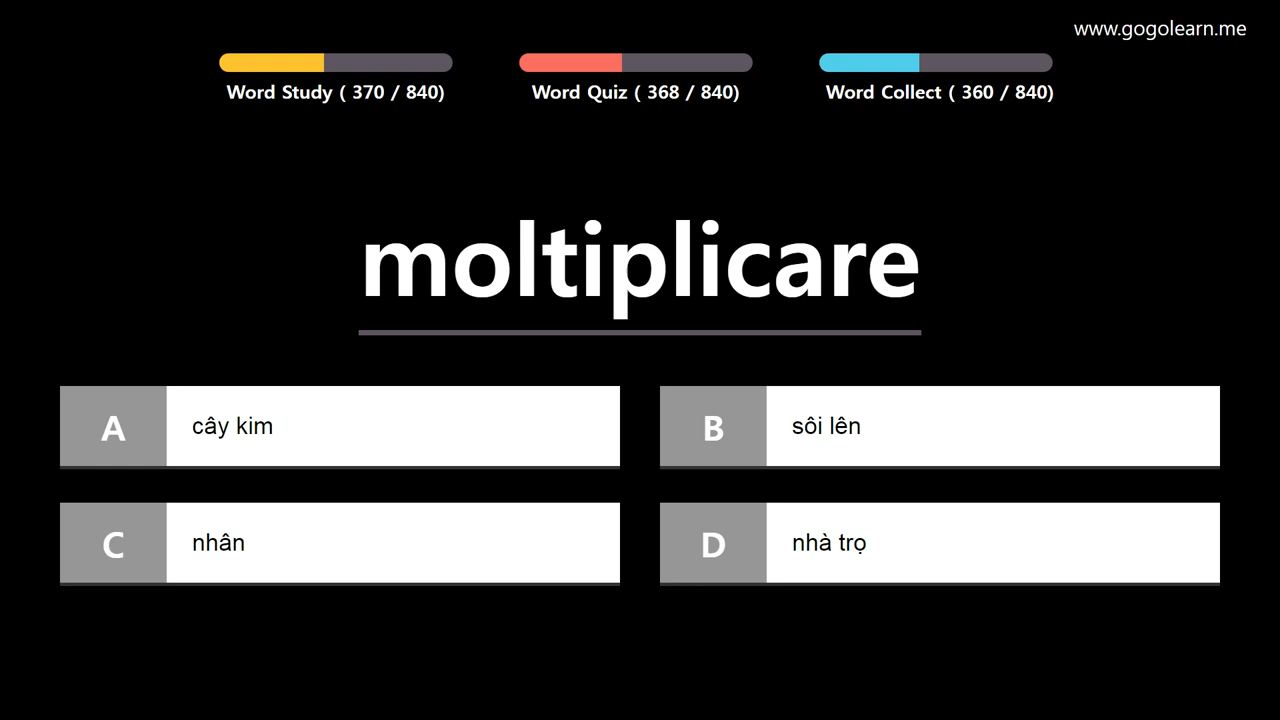 www.gogolearn.me
Word Study ( 370 / 840)
Word Quiz ( 368 / 840)
Word Collect ( 360 / 840)
moltiplicare
A
cây kim
B
sôi lên
C
nhân
D
nhà trọ